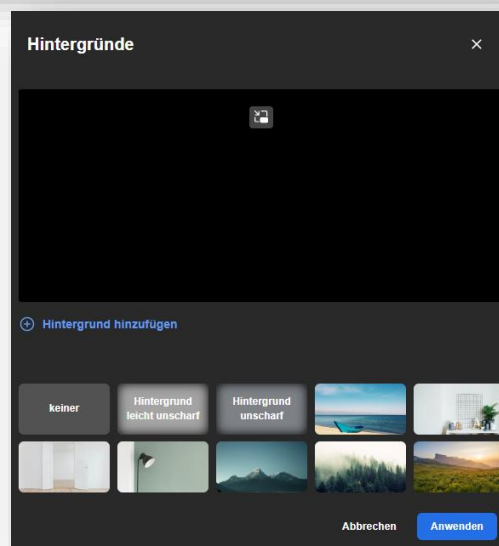 Hintergründe
Hintergrund hinzufügen
keiner
Hintergrund
leicht unscharf
Hintergrund
unscharf
Abbrechen
Anwenden